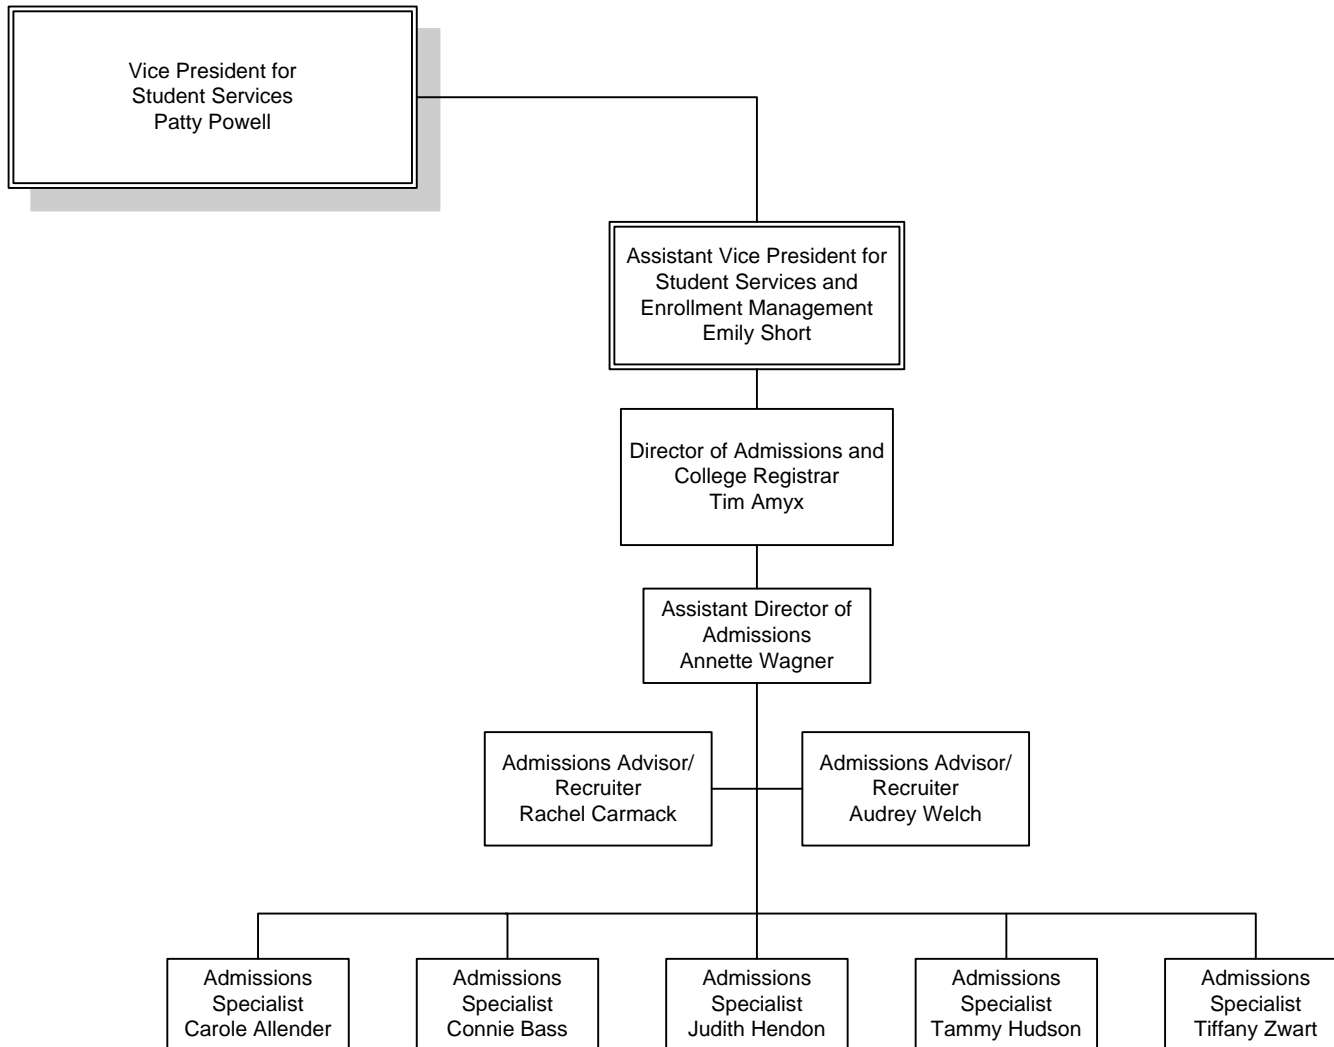 Vice President for
Student Services
Patty Powell
Assistant Vice President for
Student Services and
Enrollment Management
Emily Short
Director of Admissions and
College Registrar
Tim Amyx
Assistant Director of
Admissions
Annette Wagner
Admissions Advisor/
Recruiter
Rachel Carmack
Admissions Advisor/
Recruiter
Audrey Welch
Admissions
Specialist
Carole Allender
Admissions
Specialist
Connie Bass
Admissions
Specialist
Judith Hendon
Admissions
Specialist
Tammy Hudson
Admissions
Specialist
Tiffany Zwart